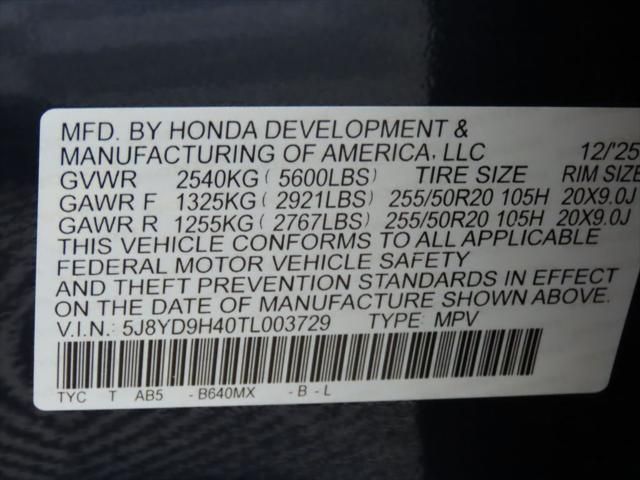 MFD. BY HONDA DEVELOPMENT &
MANUFACTURING OF AMERICA, LLC 12/'25
GVWR 2540KG ( 5600LBS) TIRE SIZE RIM SIZE
GAWR F 1325KG ( 2921LBS) 255/50R20 105H 20X9.0J
GAWR R 1255KG ( 2767LBS) 255/50R20 105H 20X9.0J
THIS VEHICLE CONFORMS TO ALL APPLICABLE
FEDERAL MOTOR VEHICLE SAFETY
AND THEFT PREVENTION STANDARDS IN EFFECT
ON THE DATE OF MANUFACTURE SHOWN ABOVE.
V.I.N.: 5J8YD9H40TL003729 TYPE: MPV
TYC T AB5 -B640MX -B-L